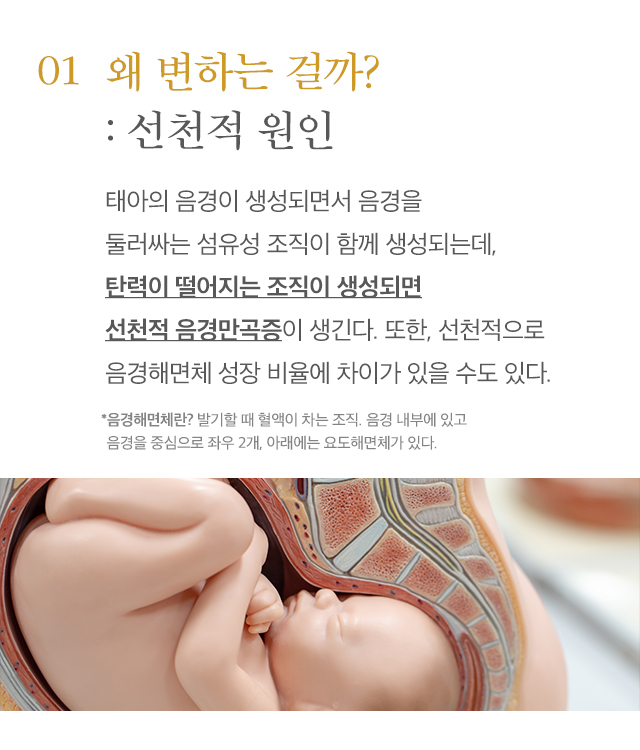 01 왜 변하는 걸까?
: 선천적 원인
태아의 음경이 생성되면서 음경을
둘러싸는 섬유성 조직이 함께 생성되는데,
탄력이 떨어지는 조직이 생성되면
선천적 음경만곡증이 생긴다. 또한, 선천적으로
음경해면체 성장 비율에 차이가 있을 수도 있다.
*음경해면체란? 발기할 때 혈액이 차는 조직. 음경 내부에 있고
음경을 중심으로 좌우 2개, 아래에는 요도해면체가 있다.